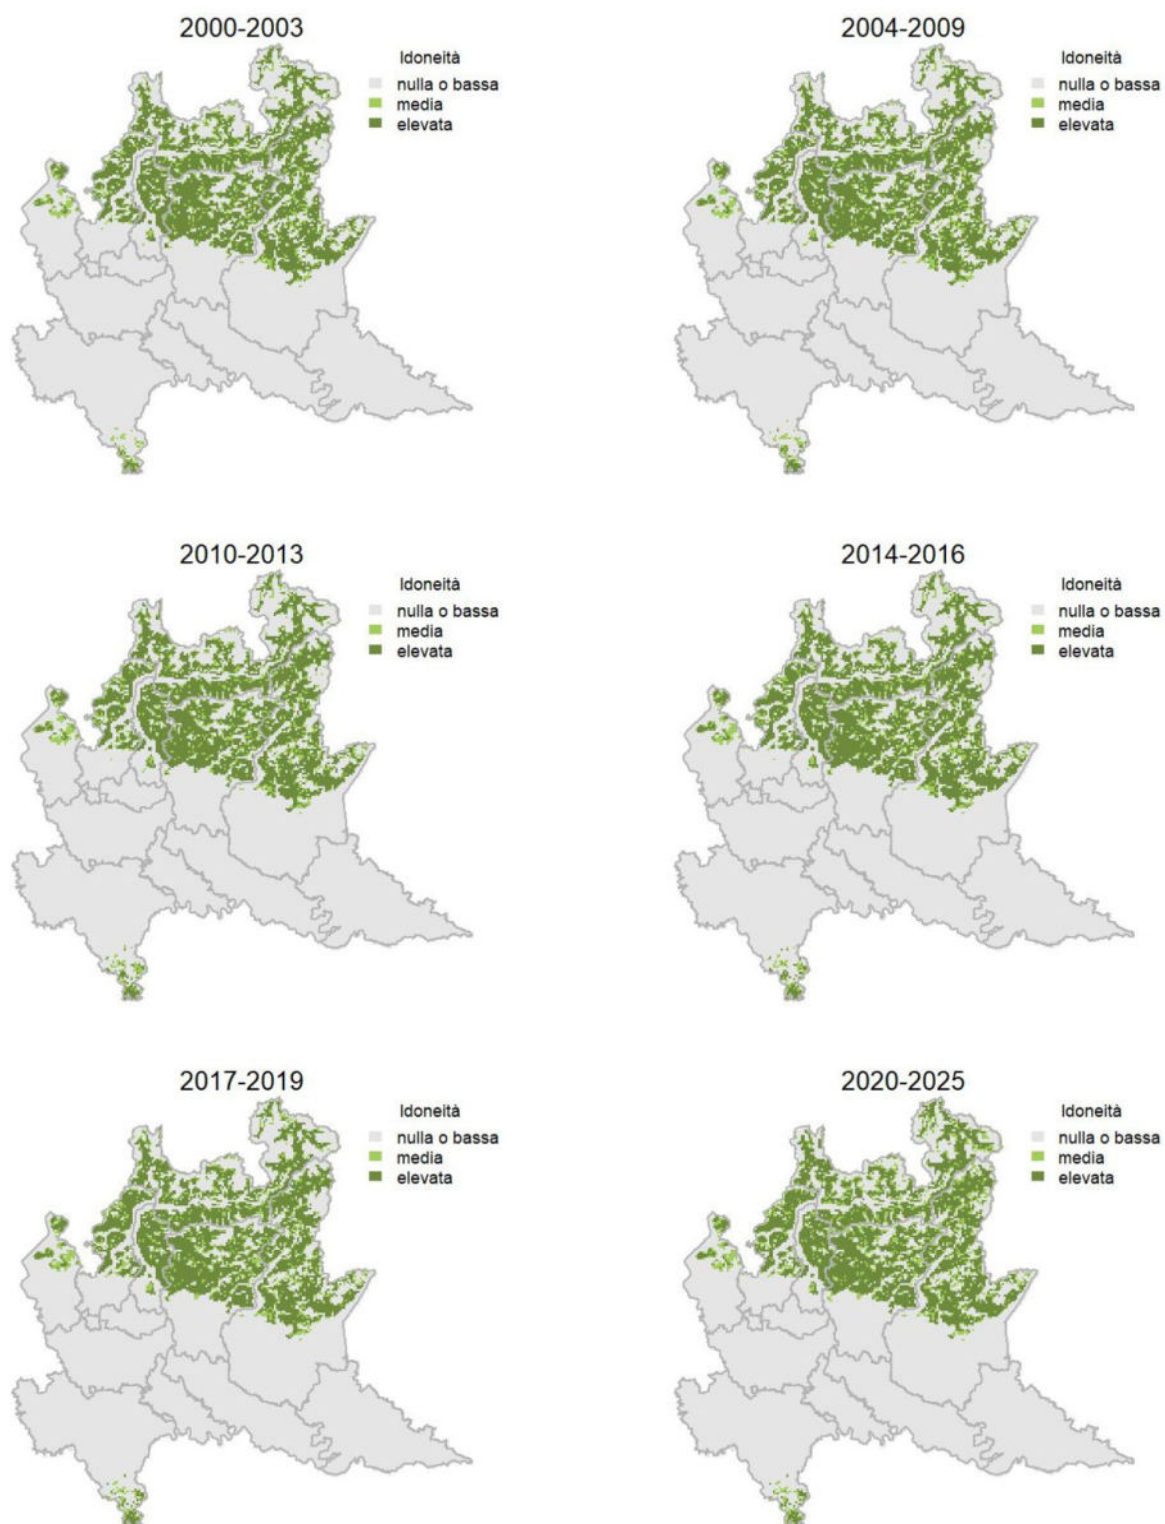 2000-2003
Idoneità
nulla o bassa
media
elevata
2004-2009
Idoneità
nulla o bassa
media
elevata
2010-2013
Idoneità
nulla o bassa
media
elevata
2014-2016
Idoneità
nulla o bassa
media
elevata
2017-2019
Idoneità
nulla o bassa
media
elevata
2020-2025
Idoneità
nulla o bassa
media
elevata